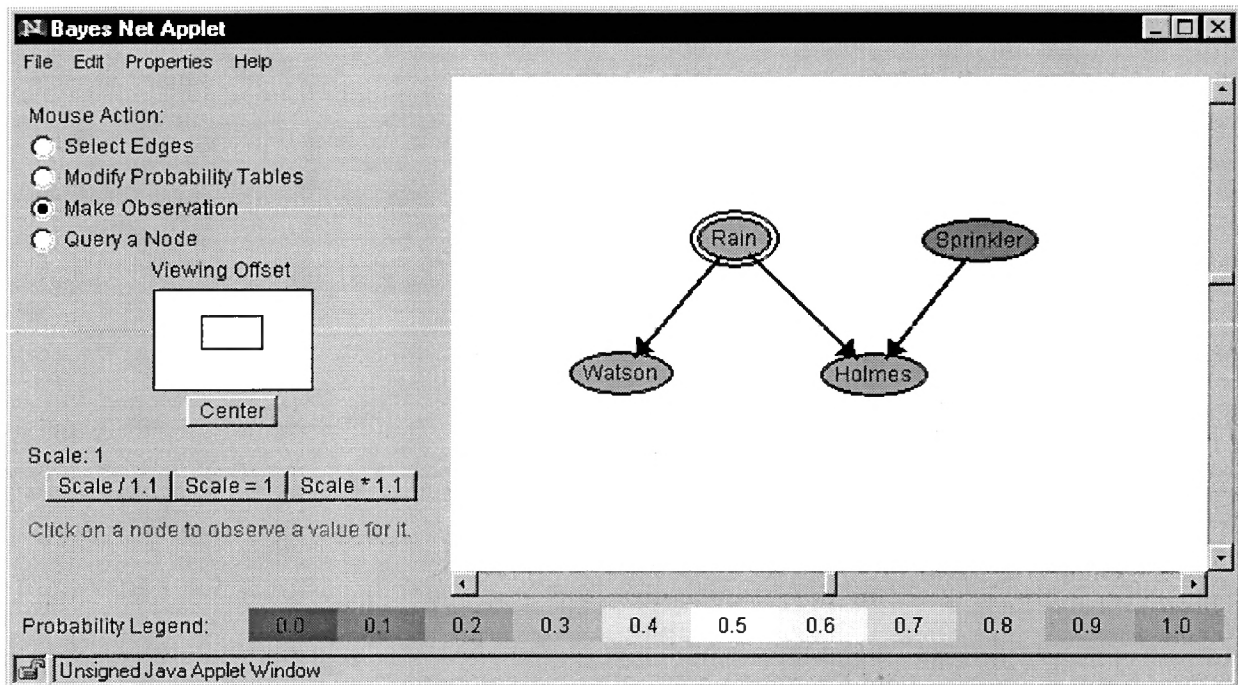 Bayes Net Applet
File Edit Properties Help
Mouse Action:
Select Edges
Modify Probability Tables
Make Observation
Query a Node
Viewing Offset
Center
Scale: 1
Scale / 1.1 Scale = 1 Scale * 1.1
Click on a node to observe a value for it.
Rain Sprinkler
Watson Holmes
Probability Legend: 0.0 0.1 0.2 0.3 0.4 0.5 0.6 0.7 0.8 0.9 1.0
Unsigned Java Applet Window